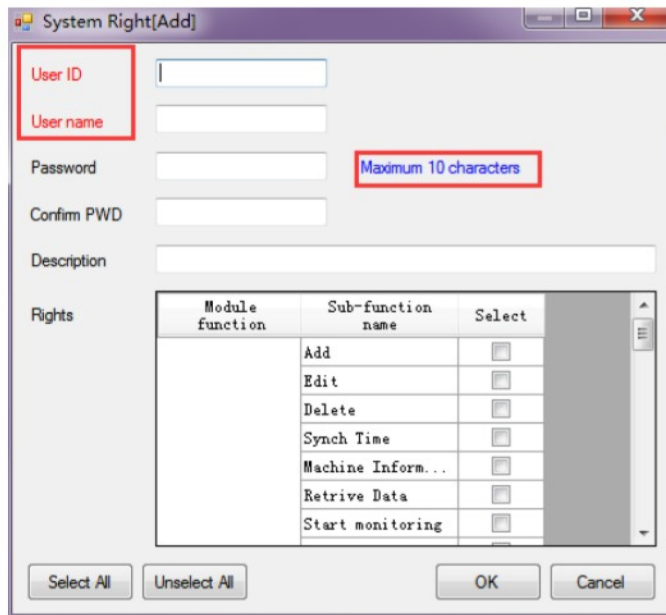 System Right[Add]
User ID
User name
Password
Maximum 10 characters
Confirm PWD
Description
Rights
Module function
Sub-function name
Select
Add
Edit
Delete
Synch Time
Machine Inform...
Retrive Data
Start monitoring
Select All
Unselect All
OK
Cancel